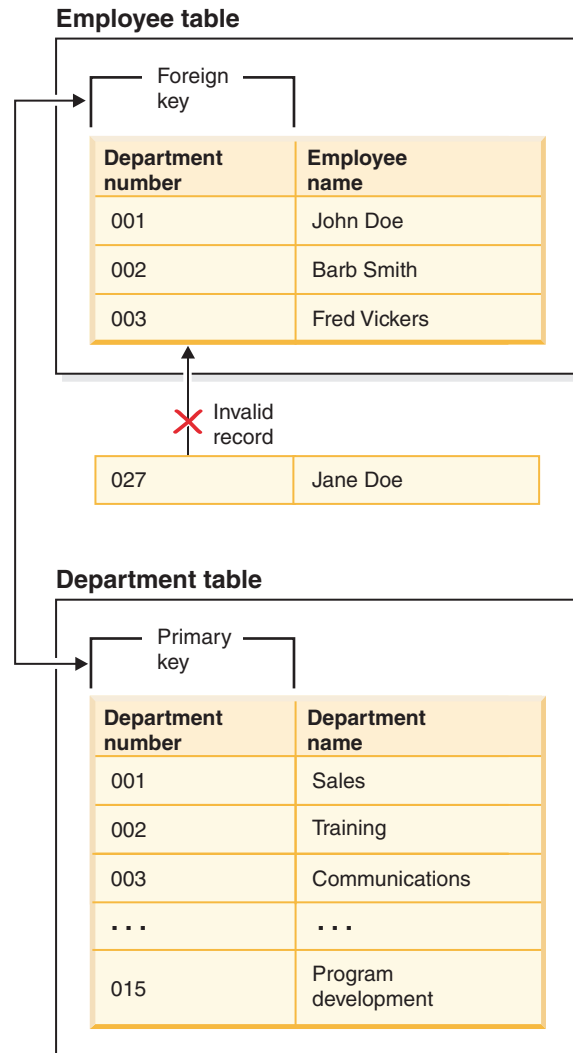 Employee table
Foreign
key
Department number
Employee name
001 John Doe
002 Barb Smith
003 Fred Vickers
Invalid
record
027 Jane Doe
Department table
Primary
key
Department number
Department name
001 Sales
002 Training
003 Communications
. . . . . .
015 Program development